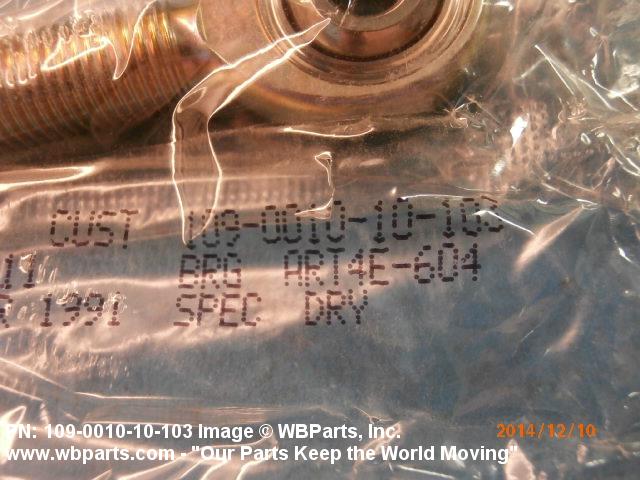 CUST 109-0010-10-103
11 BRG ART4E-604
R 1991 SPEC DRY
PN: 109-0010-10-103 Image © WBParts, Inc.
2014/12/10
www.wbparts.com - "Our Parts Keep the World Moving"